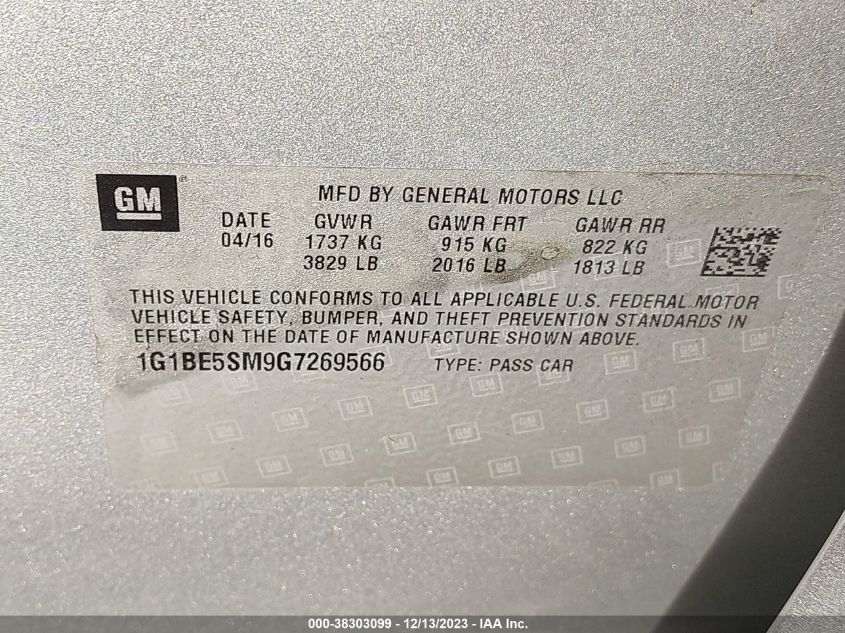 GM® MFD BY GENERAL MOTORS LLC
DATE GVWR GAWR FRT GAWR RR
04/16 1737 KG 915 KG 822 KG
3829 LB 2016 LB 1813 LB
THIS VEHICLE CONFORMS TO ALL APPLICABLE U.S. FEDERAL MOTOR
VEHICLE SAFETY, BUMPER, AND THEFT PREVENTION STANDARDS IN
EFFECT ON THE DATE OF MANUFACTURE SHOWN ABOVE.
1G1BE5SM9G7269566 TYPE: PASS CAR
000-38303099 - 12/13/2023 - IAA Inc.